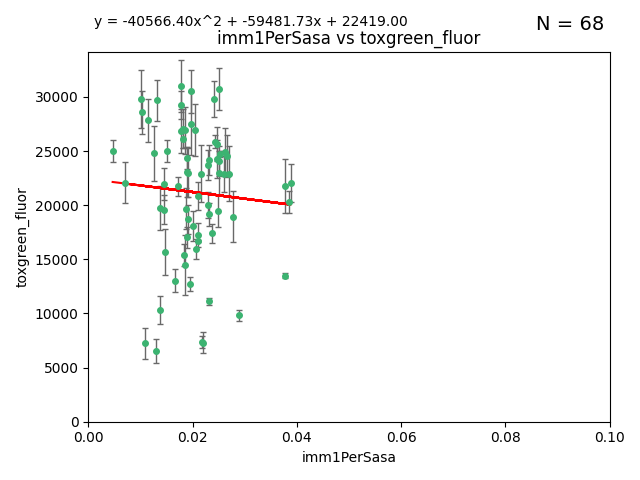 y = -40566.40x^2 + -59481.73x + 22419.00
N = 68
imm1PerSasa vs toxgreen_fluor
30000
25000
20000
15000
10000
5000
0
toxgreen_fluor
0.00
0.02
0.04
0.06
0.08
0.10
imm1PerSasa